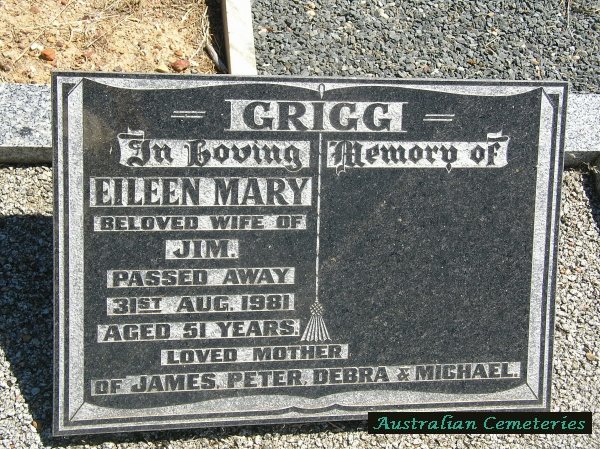 GRIGG
In Loving Memory of
EILEEN MARY
BELOVED WIFE OF
JIM.
PASSED AWAY
31ST AUG. 1981
AGED 51 YEARS.
LOVED MOTHER
OF JAMES, PETER, DEBRA & MICHAEL.
Australian Cemeteries